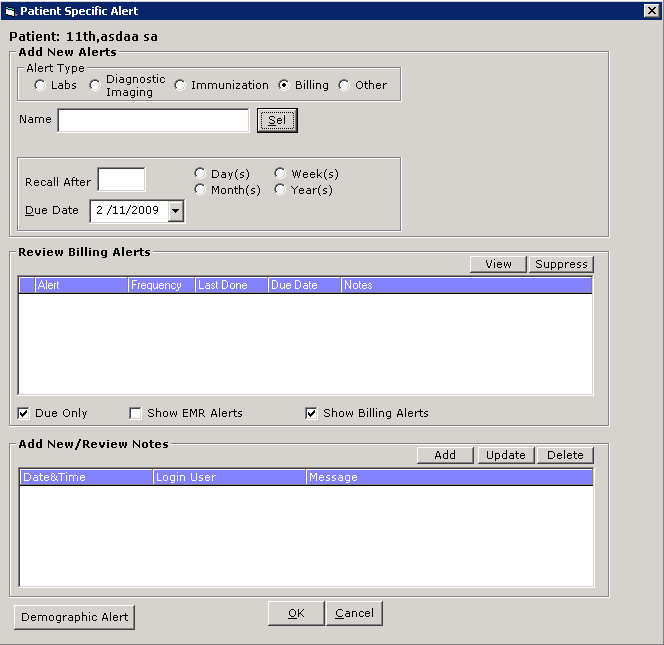 Patient Specific Alert
Patient: 11th,asdaa sa
Add New Alerts
Alert Type
Labs Diagnostic Imaging Immunization Billing Other
Name Sel
Recall After Day(s) Week(s)
Month(s) Year(s)
Due Date 2 /11/2009
Review Billing Alerts
View Suppress
Alert Frequency Last Done Due Date Notes
Due Only Show EMR Alerts Show Billing Alerts
Add New/Review Notes
Add Update Delete
Date&Time Login User Message
Demographic Alert OK Cancel